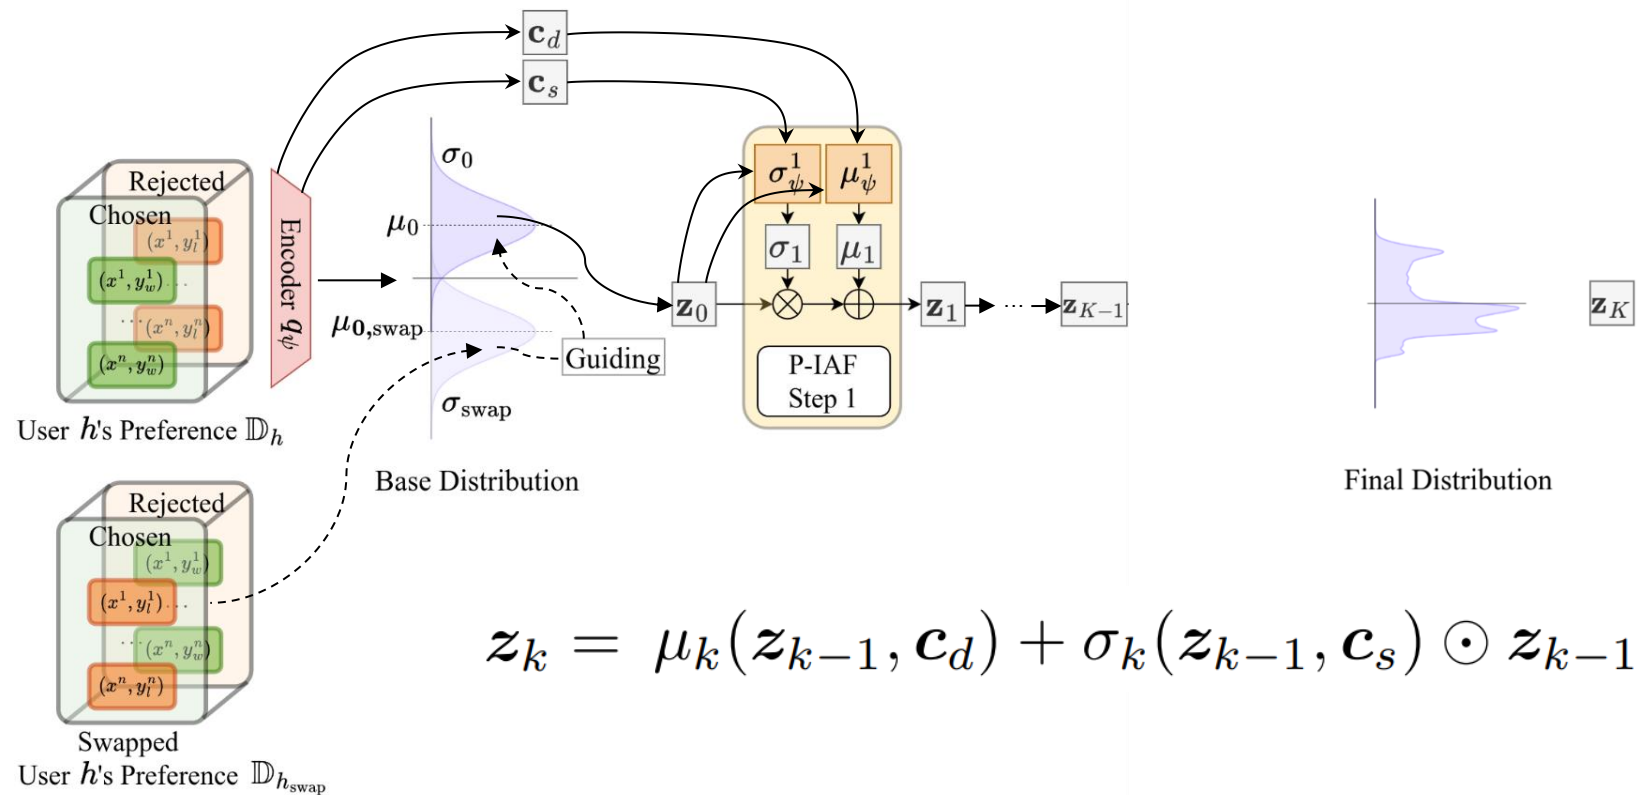 c_d
c_s
Rejected
Chosen
(x^1, y_l^1)
(x^1, y_w^1) ...
... (x^n, y_l^n)
(x^n, y_w^n)
User h's Preference 𝔻_h
Encoder q_ψ
σ_0
μ_0
μ_{0,swap}
σ_swap
Guiding
Base Distribution
z_0
σ_ψ^1
μ_ψ^1
σ_1
μ_1
P-IAF
Step 1
z_1
...
z_{K-1}
z_K
Final Distribution
Rejected
Chosen
(x^1, y_w^1)
(x^1, y_l^1) ...
... (x^n, y_w^n)
(x^n, y_l^n)
Swapped
User h's Preference 𝔻_{h_swap}
z_k = μ_k(z_{k-1}, c_d) + σ_k(z_{k-1}, c_s) ⊙ z_{k-1}